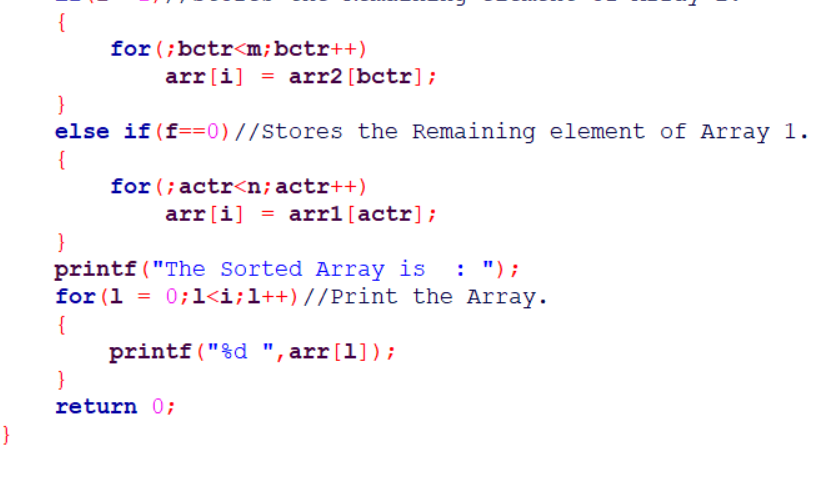 {
for(;bctr<m;bctr++)
arr[i] = arr2[bctr];
}
else if(f==0)//Stores the Remaining element of Array 1.
{
for(;actr<n;actr++)
arr[i] = arr1[actr];
}
printf("The Sorted Array is  : ");
for(l = 0;l<i;l++)//Print the Array.
{
printf("%d ",arr[l]);
}
return 0;
}